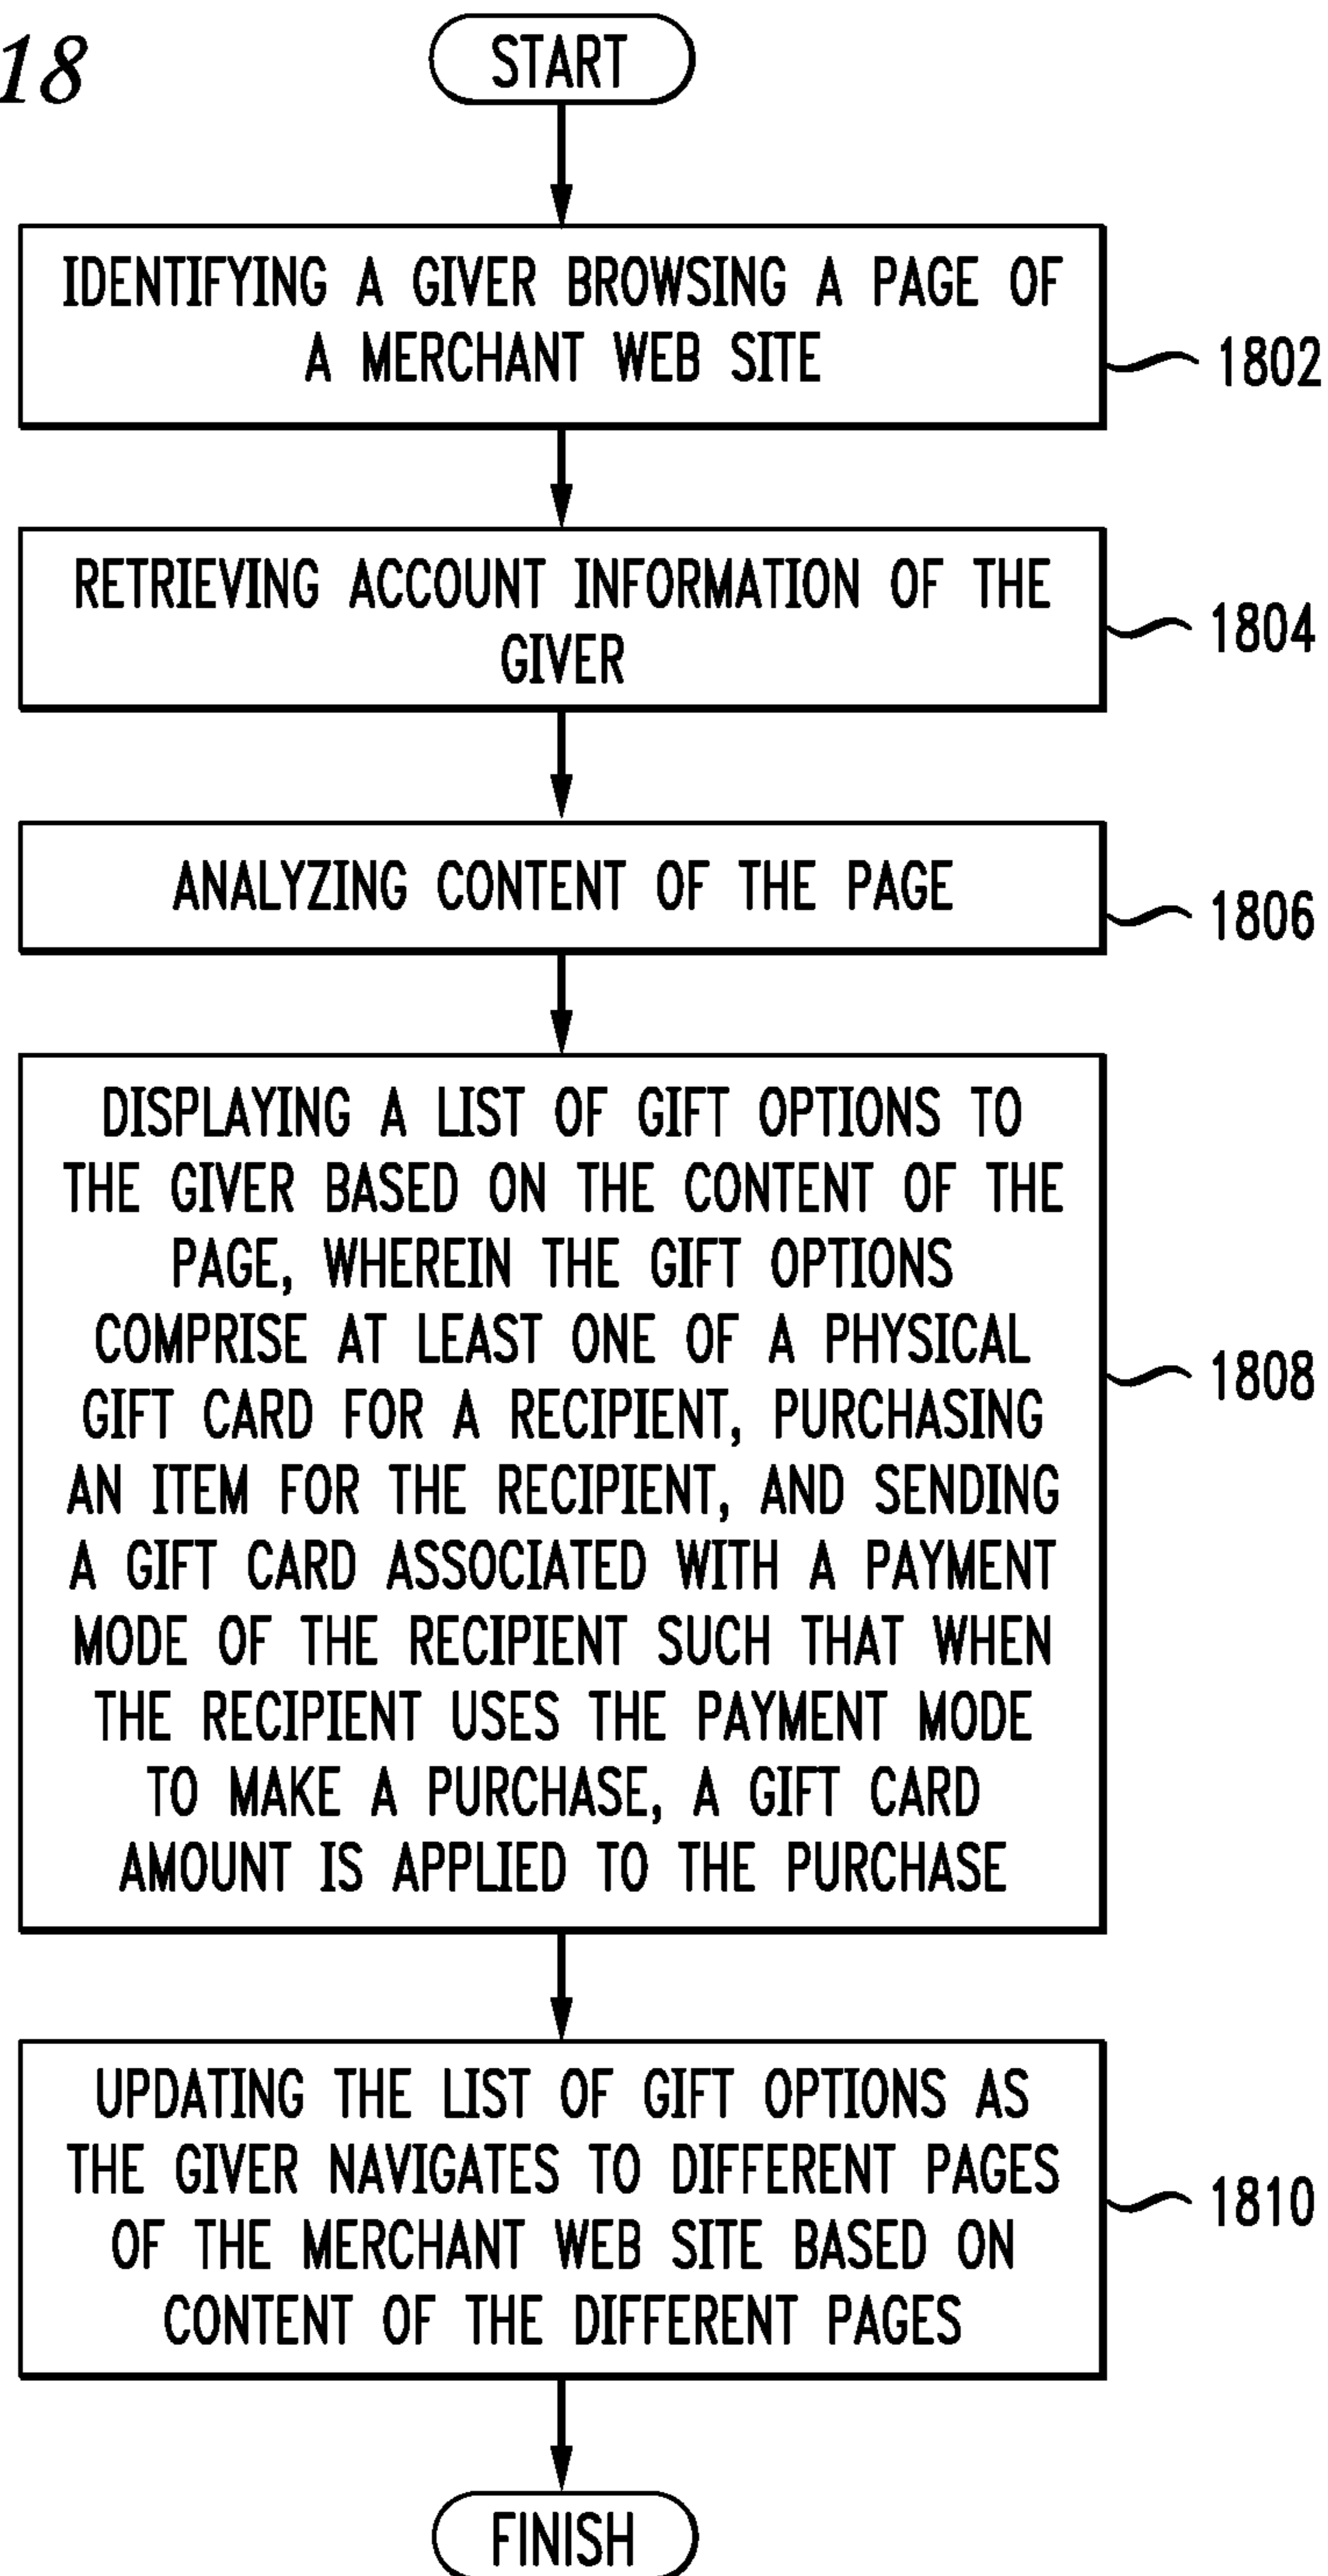 18
START
IDENTIFYING A GIVER BROWSING A PAGE OF
A MERCHANT WEB SITE
1802
RETRIEVING ACCOUNT INFORMATION OF THE
GIVER
1804
ANALYZING CONTENT OF THE PAGE
1806
DISPLAYING A LIST OF GIFT OPTIONS TO
THE GIVER BASED ON THE CONTENT OF THE
PAGE, WHEREIN THE GIFT OPTIONS
COMPRISE AT LEAST ONE OF A PHYSICAL
GIFT CARD FOR A RECIPIENT, PURCHASING
AN ITEM FOR THE RECIPIENT, AND SENDING
A GIFT CARD ASSOCIATED WITH A PAYMENT
MODE OF THE RECIPIENT SUCH THAT WHEN
THE RECIPIENT USES THE PAYMENT MODE
TO MAKE A PURCHASE, A GIFT CARD
AMOUNT IS APPLIED TO THE PURCHASE
1808
UPDATING THE LIST OF GIFT OPTIONS AS
THE GIVER NAVIGATES TO DIFFERENT PAGES
OF THE MERCHANT WEB SITE BASED ON
CONTENT OF THE DIFFERENT PAGES
1810
FINISH